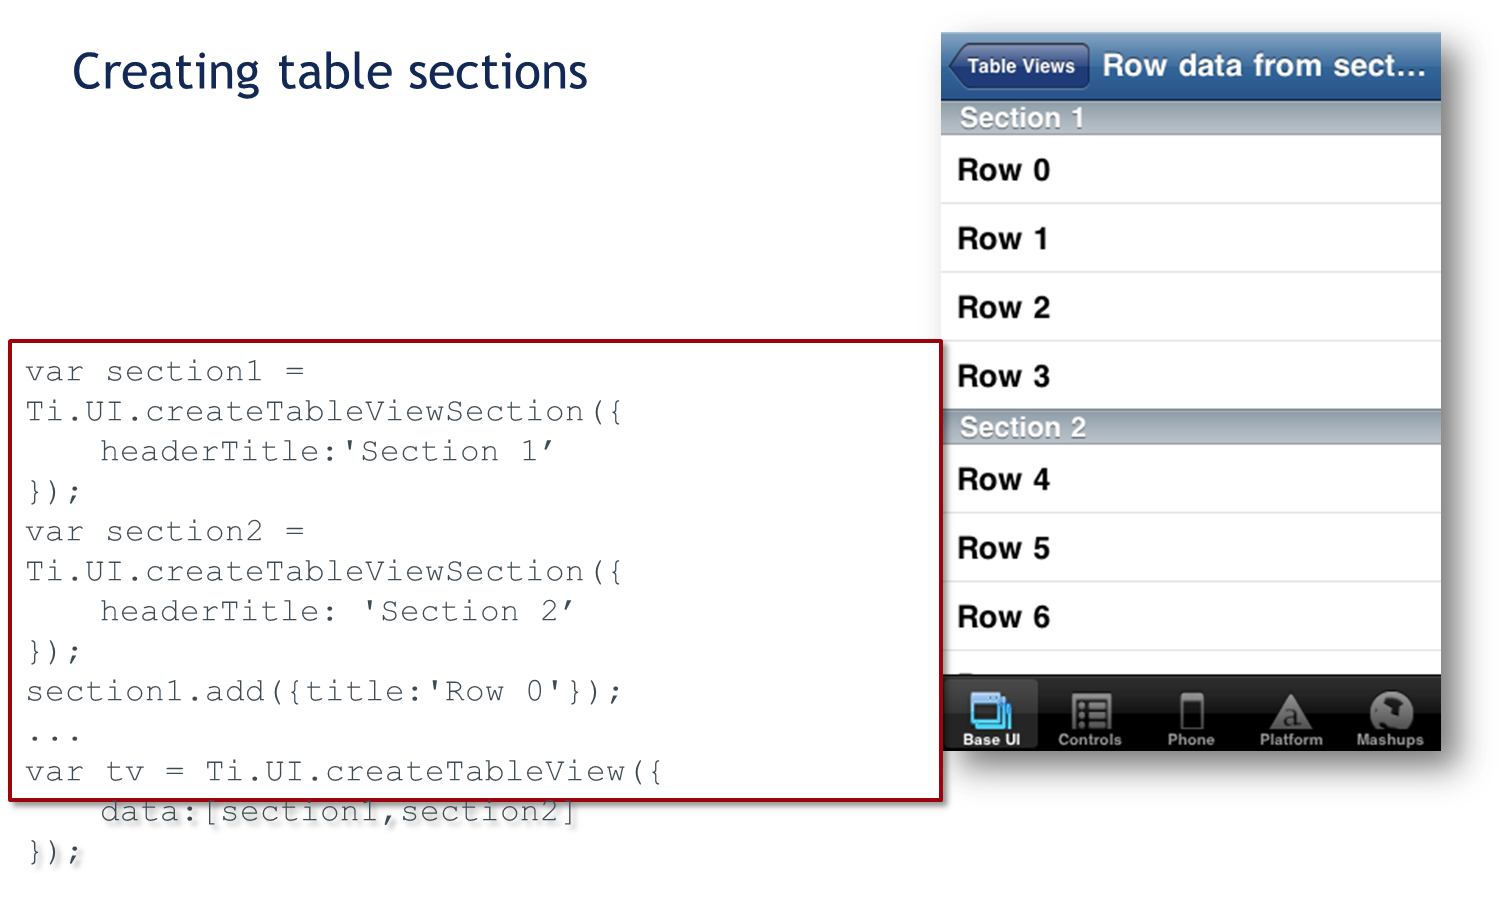 Creating table sections
var section1 =
Ti.UI.createTableViewSection({
headerTitle:'Section 1’
});
var section2 =
Ti.UI.createTableViewSection({
headerTitle: 'Section 2’
});
section1.add({title:'Row 0'});
...
var tv = Ti.UI.createTableView({
data:[section1,section2]
});
Table Views Row data from sect...
Section 1
Row 0
Row 1
Row 2
Row 3
Section 2
Row 4
Row 5
Row 6
Base UI Controls Phone Platform Mashups